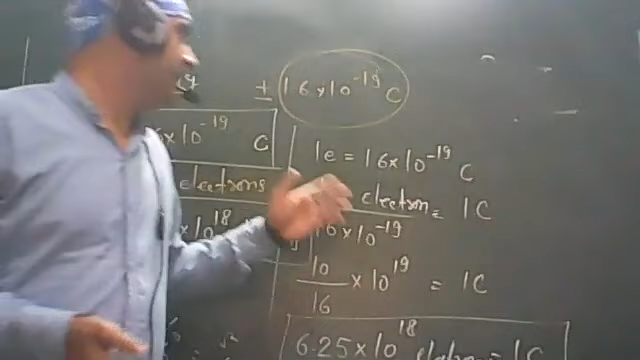 ± 1.6×10⁻¹⁹ C
6×10⁻¹⁹ C
electrons
×10¹⁸
1e = 1.6×10⁻¹⁹ C
electron = 1C
1.6×10⁻¹⁹
10/16 × 10¹⁹ = 1C
6.25×10¹⁸ electron = 1C